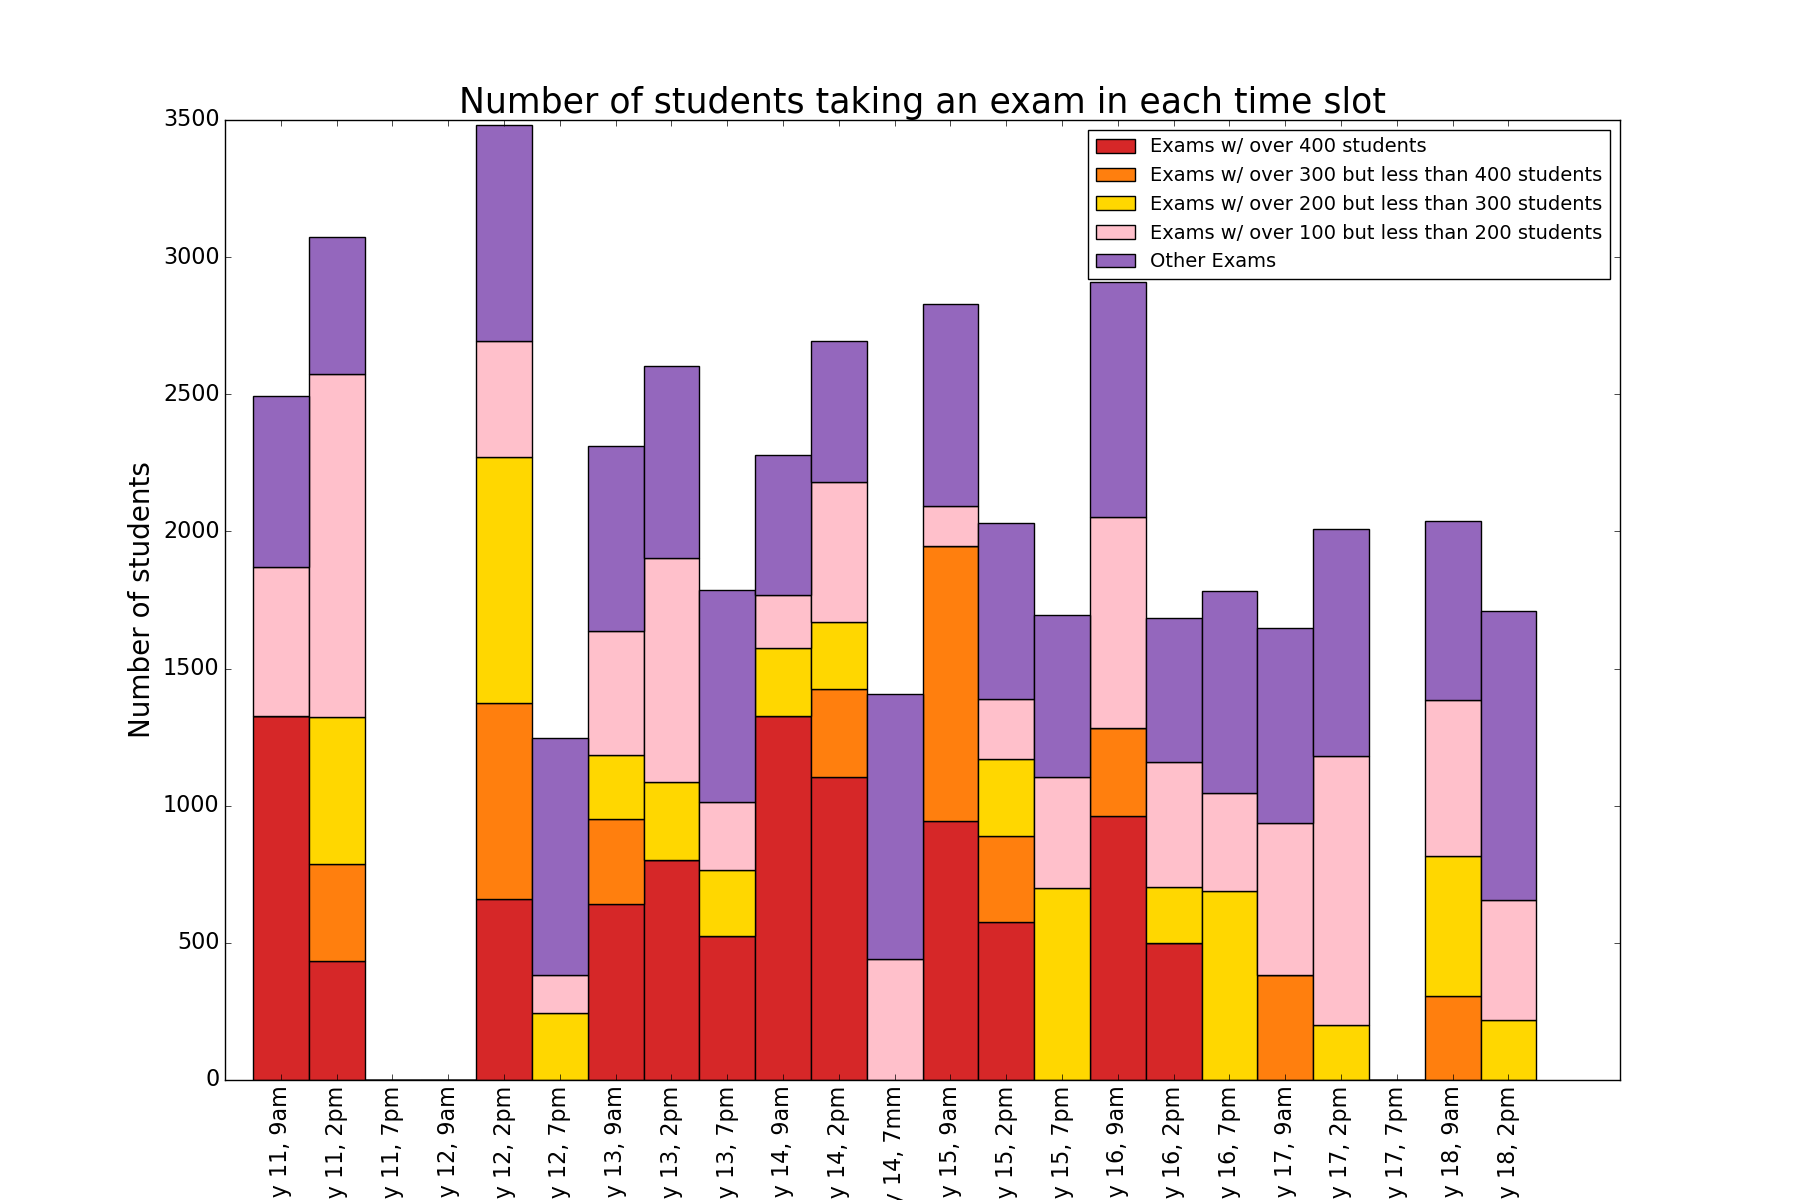 Number of students taking an exam in each time slot
Number of students
3500
3000
2500
2000
1500
1000
500
0
Exams w/ over 400 students
Exams w/ over 300 but less than 400 students
Exams w/ over 200 but less than 300 students
Exams w/ over 100 but less than 200 students
Other Exams
y 11, 9am
y 11, 2pm
y 11, 7pm
y 12, 9am
y 12, 2pm
y 12, 7pm
y 13, 9am
y 13, 2pm
y 13, 7pm
y 14, 9am
y 14, 2pm
y 14, 7mm
y 15, 9am
y 15, 2pm
y 15, 7pm
y 16, 9am
y 16, 2pm
y 16, 7pm
y 17, 9am
y 17, 2pm
y 17, 7pm
y 18, 9am
y 18, 2pm